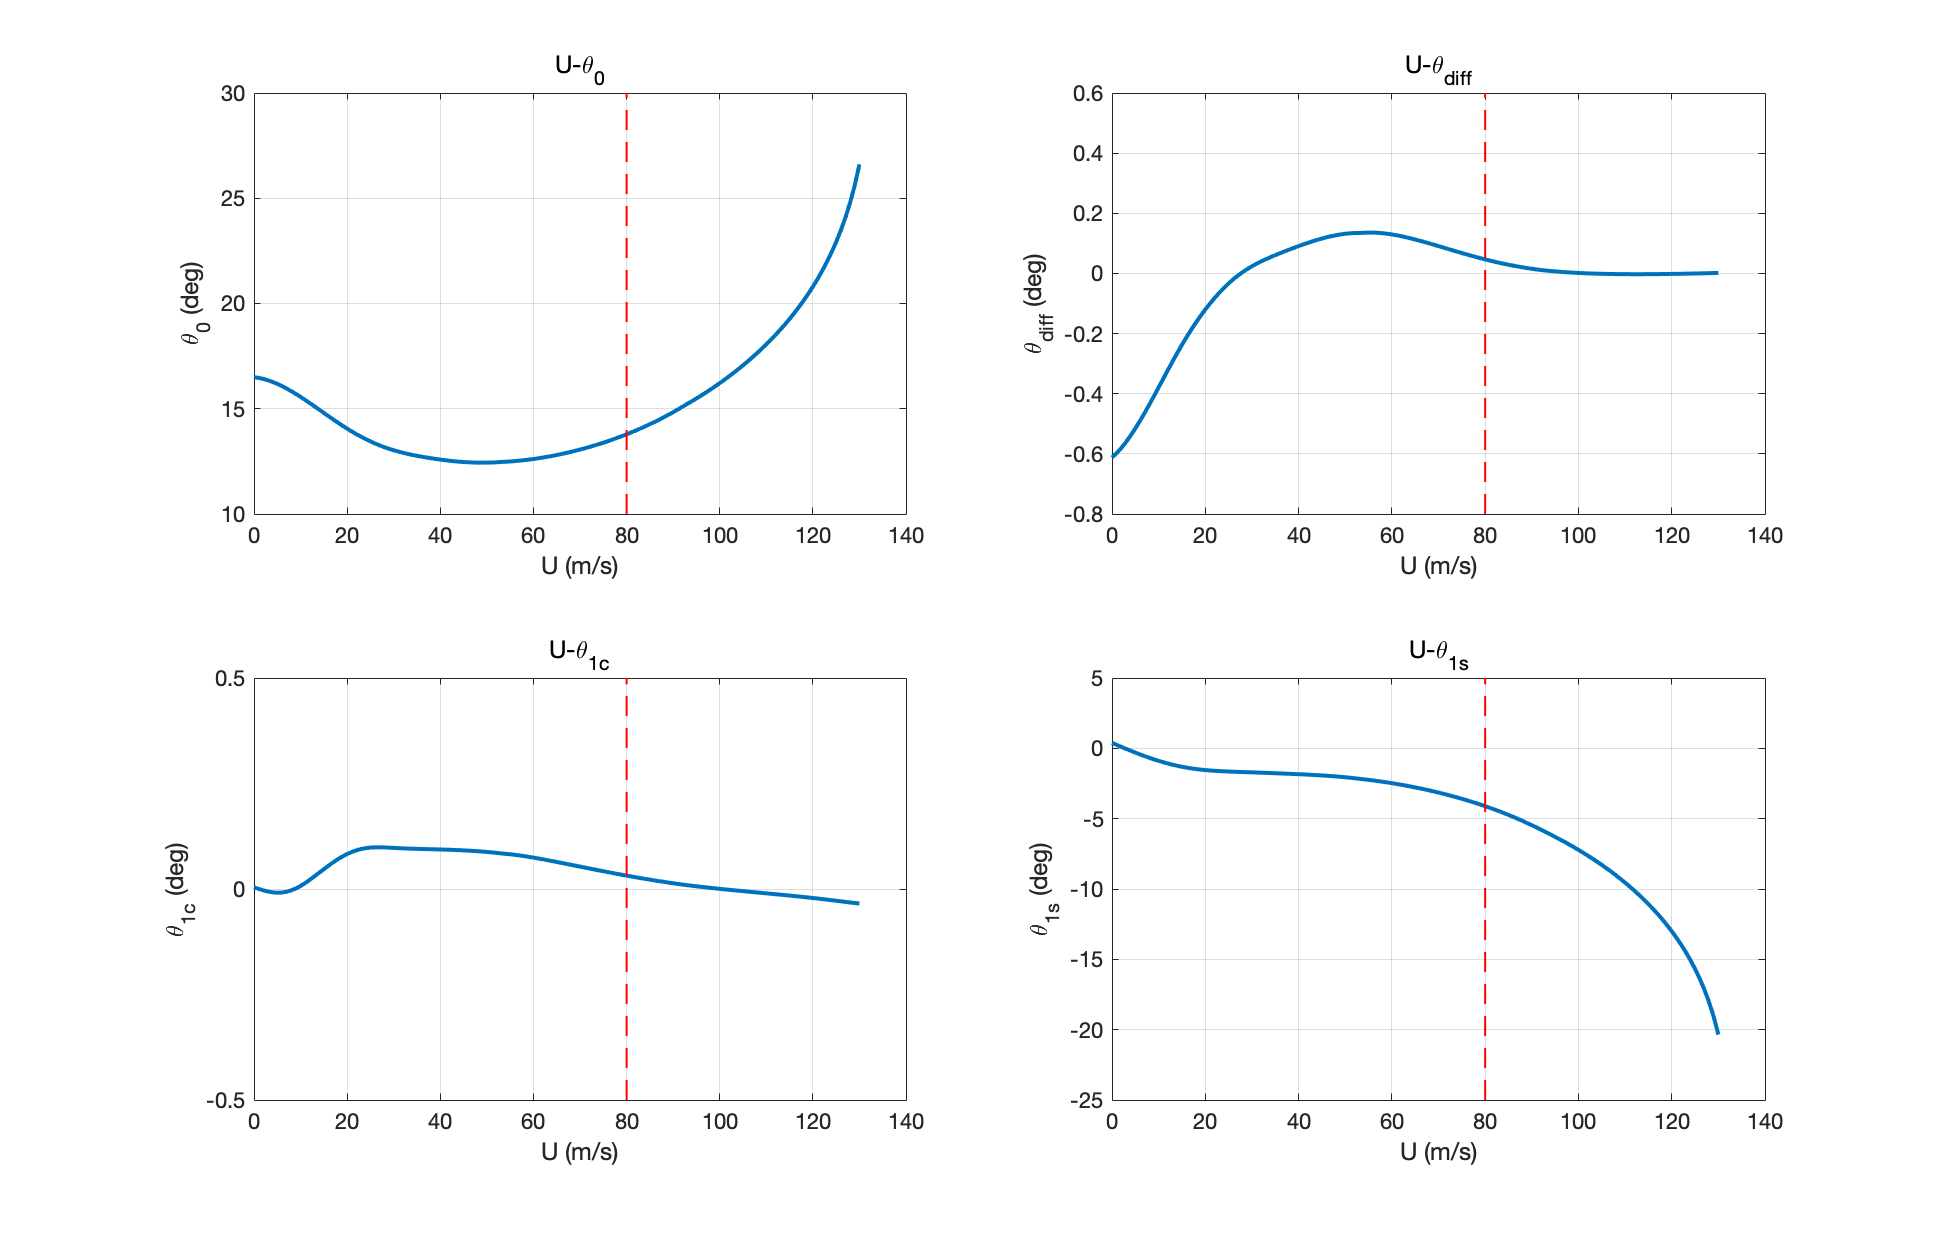 U-θ0
30
25
20
15
10
θ0 (deg)
0 20 40 60 80 100 120 140
U (m/s)
U-θdiff
0.6
0.4
0.2
0
-0.2
-0.4
-0.6
-0.8
θdiff (deg)
0 20 40 60 80 100 120 140
U (m/s)
U-θ1c
0.5
0
-0.5
θ1c (deg)
0 20 40 60 80 100 120 140
U (m/s)
U-θ1s
5
0
-5
-10
-15
-20
-25
θ1s (deg)
0 20 40 60 80 100 120 140
U (m/s)